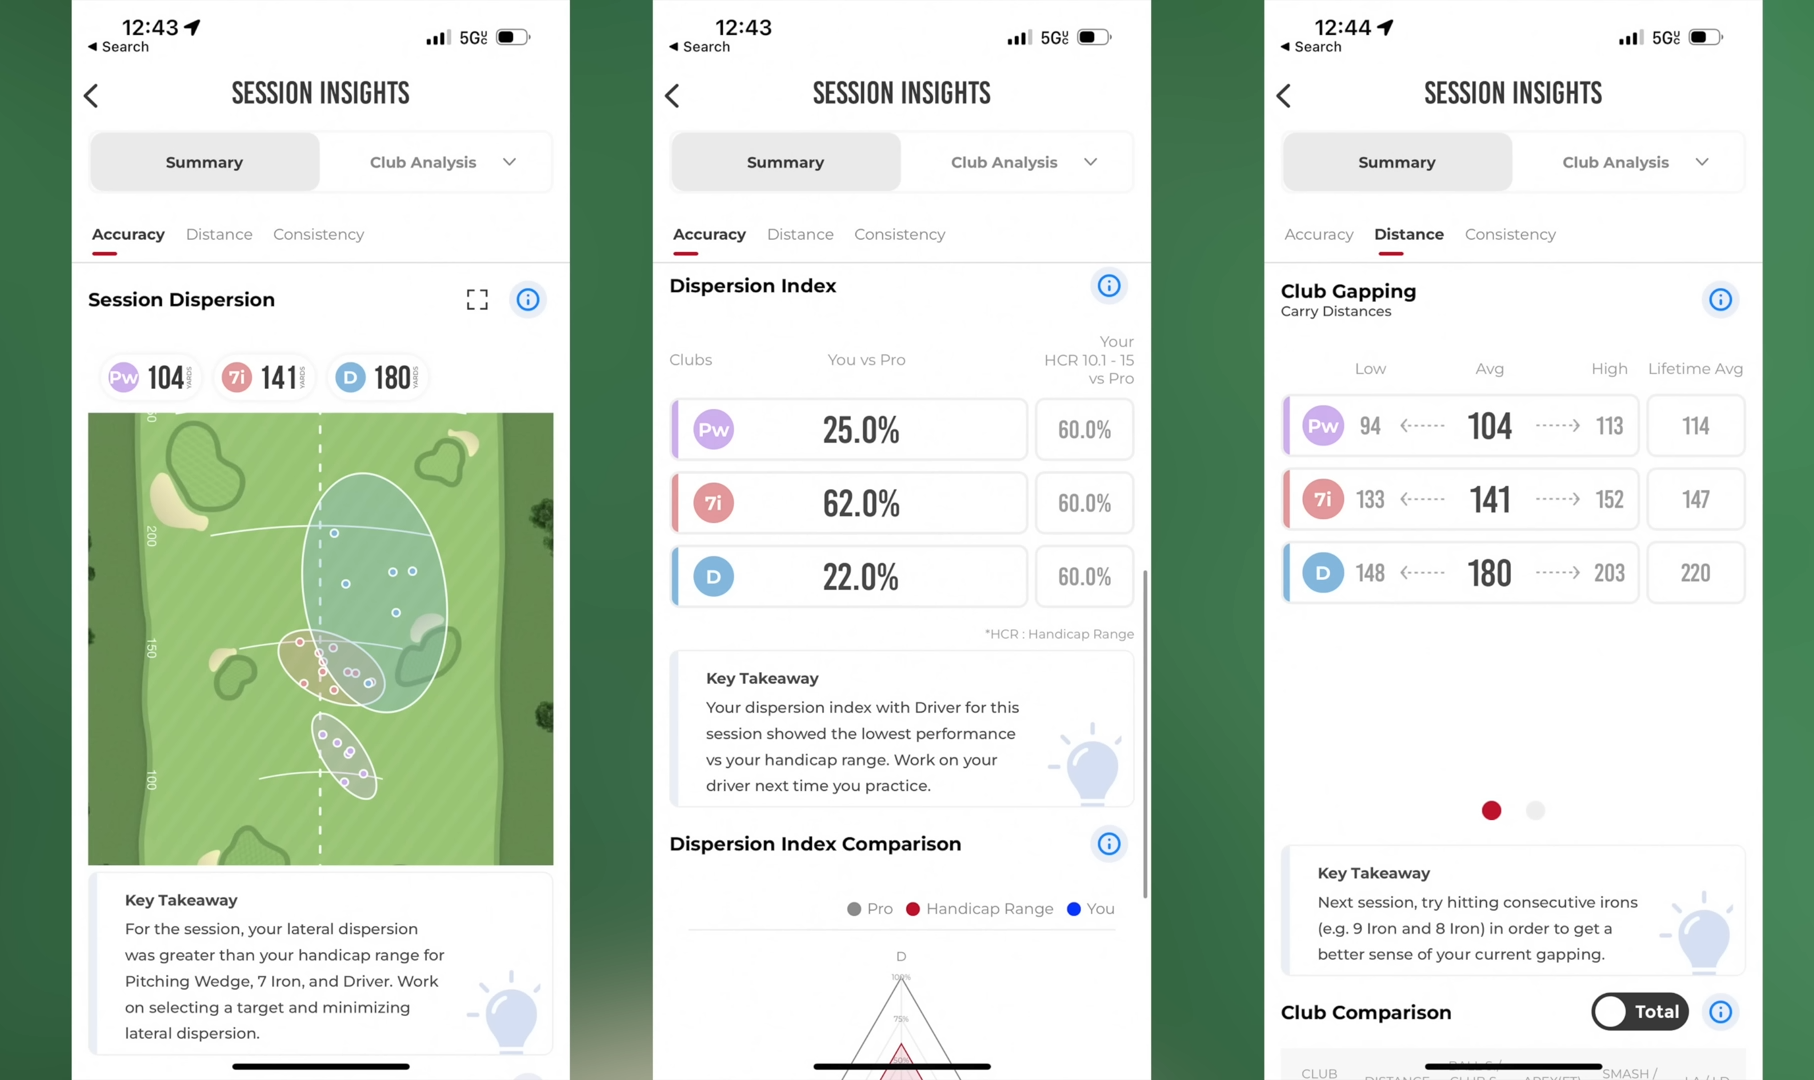 12:43
5G
Search
SESSION INSIGHTS
Summary
Club Analysis
Accuracy
Distance
Consistency
Session Dispersion
Pw 104 YARDS
7i 141 YARDS
D 180 YARDS
200
150
100
Key Takeaway
For the session, your lateral dispersion
was greater than your handicap range for
Pitching Wedge, 7 Iron, and Driver. Work
on selecting a target and minimizing
lateral dispersion.
12:43
5G
Search
SESSION INSIGHTS
Summary
Club Analysis
Accuracy
Distance
Consistency
Dispersion Index
Clubs
You vs Pro
Your
HCR 10.1 - 15
vs Pro
Pw 25.0% 60.0%
7i 62.0% 60.0%
D 22.0% 60.0%
*HCR : Handicap Range
Key Takeaway
Your dispersion index with Driver for this
session showed the lowest performance
vs your handicap range. Work on your
driver next time you practice.
Dispersion Index Comparison
Pro
Handicap Range
You
D
100%
75%
50%
12:44
5G
Search
SESSION INSIGHTS
Summary
Club Analysis
Accuracy
Distance
Consistency
Club Gapping
Carry Distances
Low Avg High Lifetime Avg
Pw 94 104 113 114
7i 133 141 152 147
D 148 180 203 220
Key Takeaway
Next session, try hitting consecutive irons
(e.g. 9 Iron and 8 Iron) in order to get a
better sense of your current gapping.
Club Comparison
Total
CLUB
DISTANCE
SMASH /